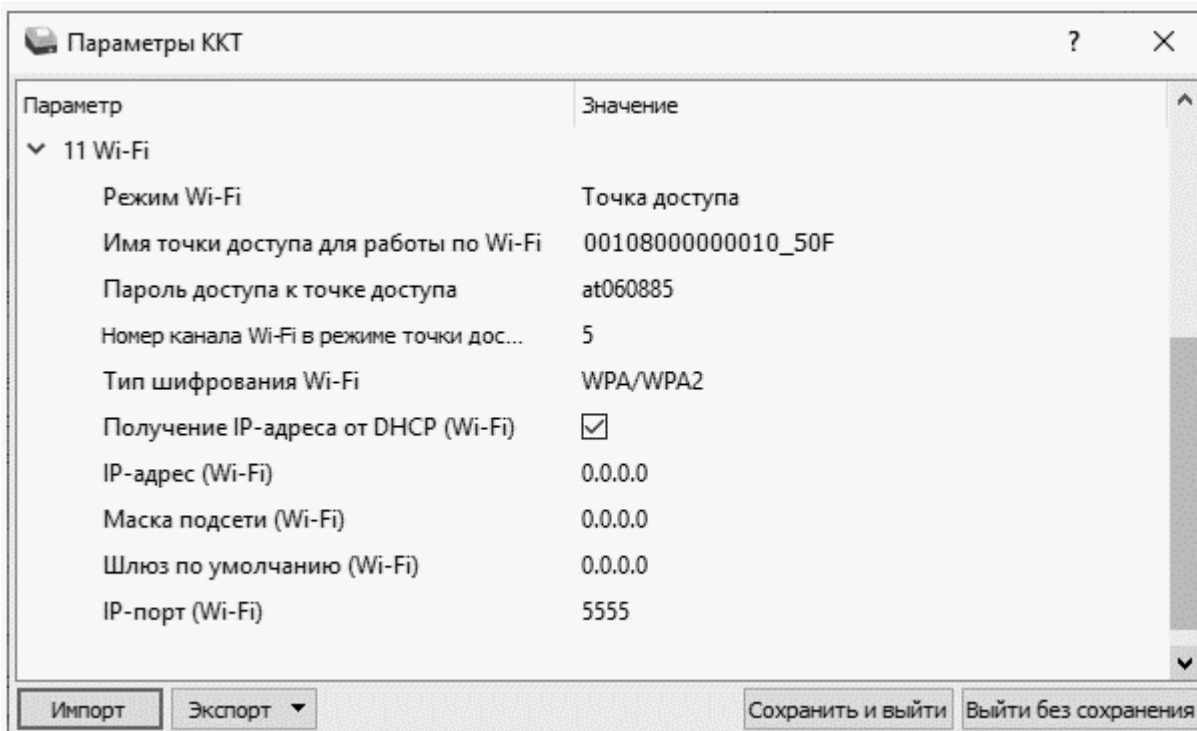 Параметры ККТ ?
Параметр Значение
11 Wi-Fi
Режим Wi-Fi Точка доступа
Имя точки доступа для работы по Wi-Fi 00108000000010_50F
Пароль доступа к точке доступа at060885
Номер канала Wi-Fi в режиме точки дос... 5
Тип шифрования Wi-Fi WPA/WPA2
Получение IP-адреса от DHCP (Wi-Fi)
IP-адрес (Wi-Fi) 0.0.0.0
Маска подсети (Wi-Fi) 0.0.0.0
Шлюз по умолчанию (Wi-Fi) 0.0.0.0
IP-порт (Wi-Fi) 5555
Импорт Экспорт Сохранить и выйти Выйти без сохранения